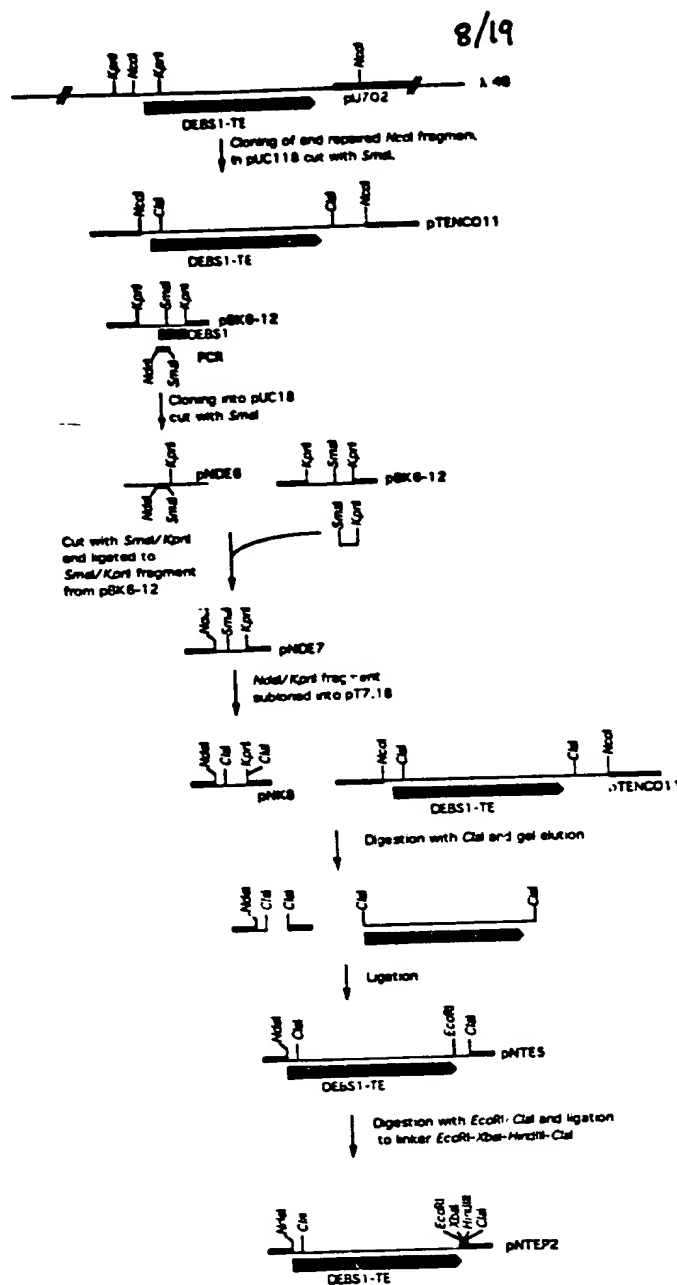 8/19
KpnI NcoI KpnI NcoI
λ 4B
pIJ702
DEBS1-TE
Cloning of end repaired NcoI fragment
in pUC118 cut with SmaI.
NcoI ClaI ClaI NcoI
pTENCO11
DEBS1-TE
KpnI SmaI KpnI
pBK6-12
DEBS1
NdeI SmaI PCR
Cloning into pUC18
cut with SmaI
KpnI
pNDE6
NdeI SmaI
KpnI SmaI KpnI
pBK6-12
SmaI KpnI
Cut with SmaI/KpnI
and ligated to
SmaI/KpnI fragment
from pBK6-12
NdeI SmaI KpnI
pNDE7
NdeI/KpnI fragment
subloned into pT7.18
NdeI ClaI KpnI ClaI
pNK8
NcoI ClaI ClaI NcoI
pTENCO11
DEBS1-TE
Digestion with ClaI and gel elution
NdeI ClaI ClaI
ClaI ClaI
Ligation
NdeI ClaI EcoRI ClaI
pNTE5
DEBS1-TE
Digestion with EcoRI/ClaI and ligation
to linker EcoRI-XbaI-HindIII-ClaI
NdeI ClaI EcoRI XbaI HindIII ClaI
pNTEP2
DEBS1-TE